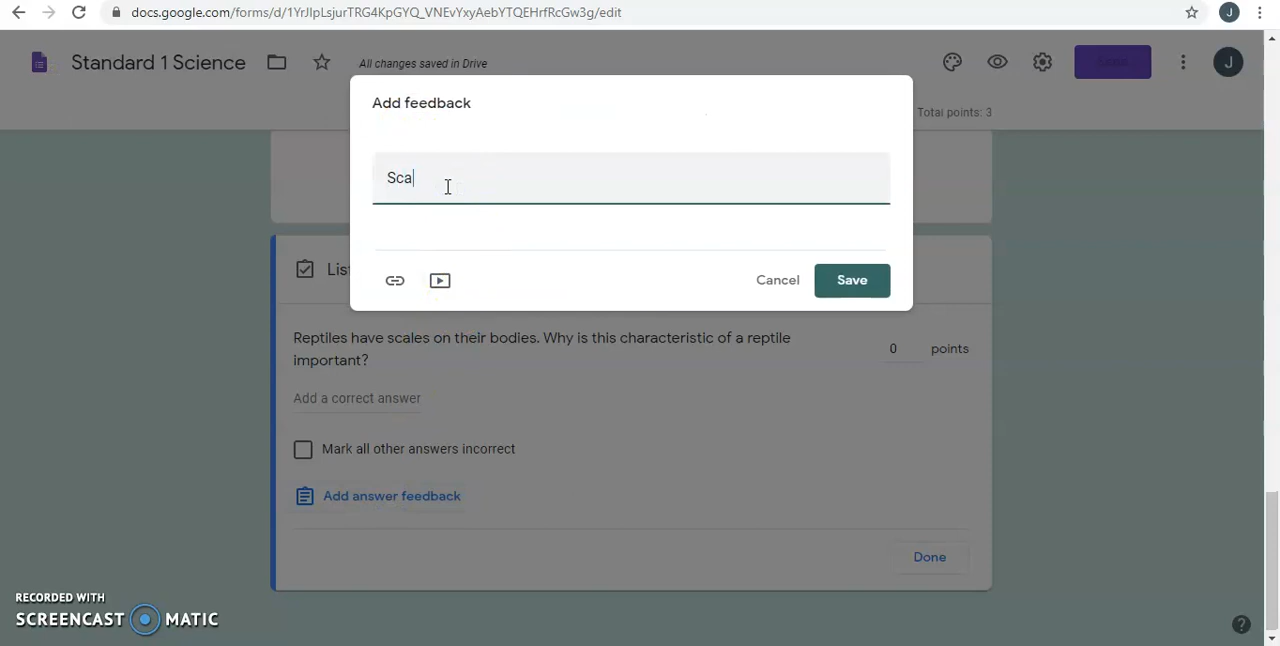 docs.google.com/forms/d/1YrJIpLsjurTRG4KpGYQ_VNEvYxyAebYTQEHrfRcGw3g/edit
J
Standard 1 Science
All changes saved in Drive
Send
J
Total points: 3
Add feedback
Sca
Cancel
Save
Lis
Reptiles have scales on their bodies. Why is this characteristic of a reptile
important?
0 points
Add a correct answer
Mark all other answers incorrect
Add answer feedback
Done
RECORDED WITH
SCREENCAST MATIC
?